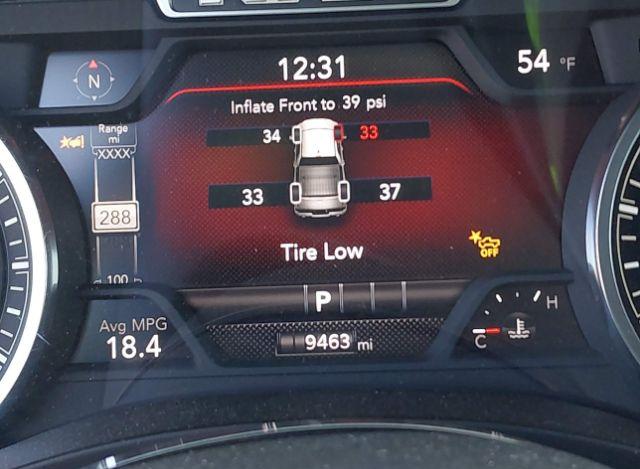 12:31
54 °F
N
Inflate Front to 39 psi
Range
mi
XXXX
34 33
33 37
288
Tire Low
OFF
100
P
Avg MPG
18.4
9463 mi
H
C